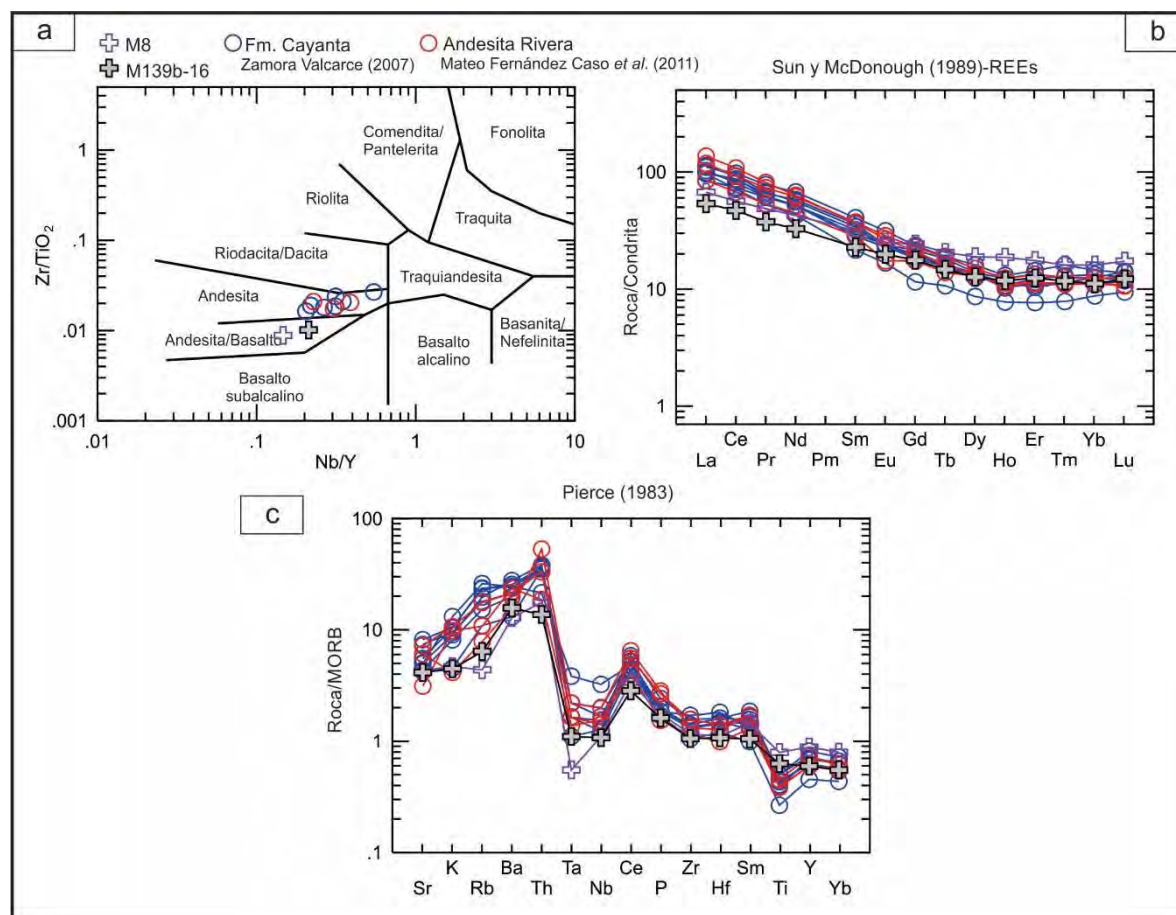 a
M8
Fm. Cayanta
Andesita Rivera
M139b-16
Zamora Valcarce (2007)
Mateo Fernández Caso et al. (2011)
Zr/TiO2
1
.1
.01
.001
.01
.1
1
10
Nb/Y
Comendita/
Pantelerita
Fonolita
Riolita
Traquita
Riodacita/Dacita
Traquiandesita
Andesita
Andesita/Basalto
Basanita/
Nefelinita
Basalto
alcalino
Basalto
subalcalino
b
Sun y McDonough (1989)-REEs
Roca/Condrita
100
10
1
Ce Nd Sm Gd Dy Er Yb
La Pr Pm Eu Tb Ho Tm Lu
c
Pierce (1983)
Roca/MORB
100
10
1
.1
K Ba Ta Ce Zr Sm Y
Sr Rb Th Nb P Hf Ti Yb